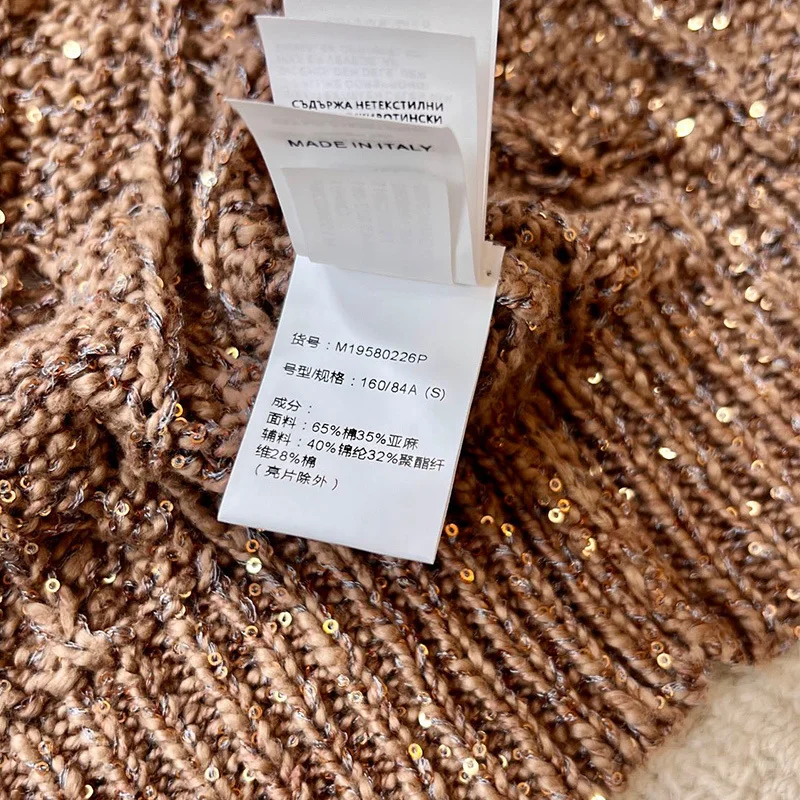 СЪДЪРЖА НЕТЕКСТИЛНИ
MADE IN ITALY
货号：M19580226P
号型/规格：160/84A (S)
成分：
面料：65%棉35%亚麻
辅料：40%锦纶32%聚酯纤
维28%棉
（亮片除外）